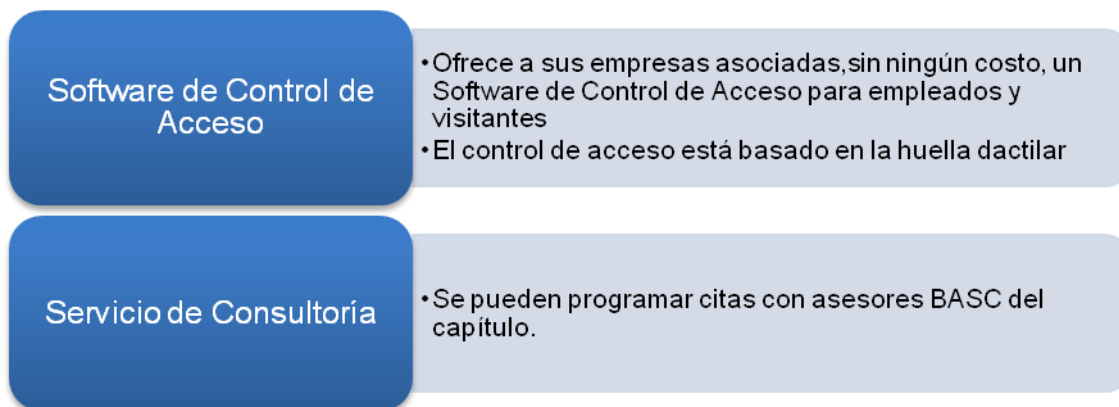 Software de Control de
Acceso
•Ofrece a sus empresas asociadas,sin ningún costo, un
Software de Control de Acceso para empleados y
visitantes
•El control de acceso está basado en la huella dactilar
Servicio de Consultoría
•Se pueden programar citas con asesores BASC del
capítulo.